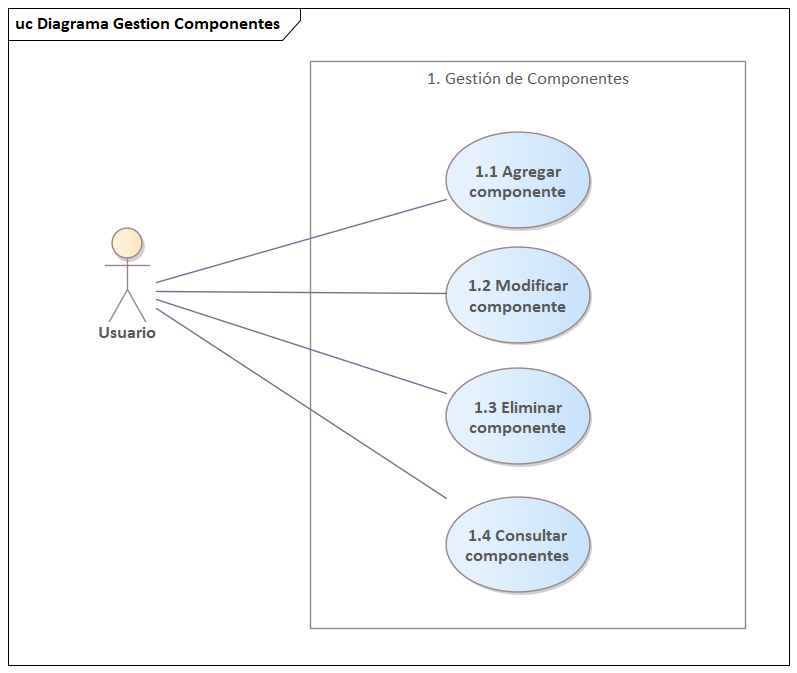 uc Diagrama Gestion Componentes
1. Gestión de Componentes
1.1 Agregar
componente
1.2 Modificar
componente
Usuario
1.3 Eliminar
componente
1.4 Consultar
componentes